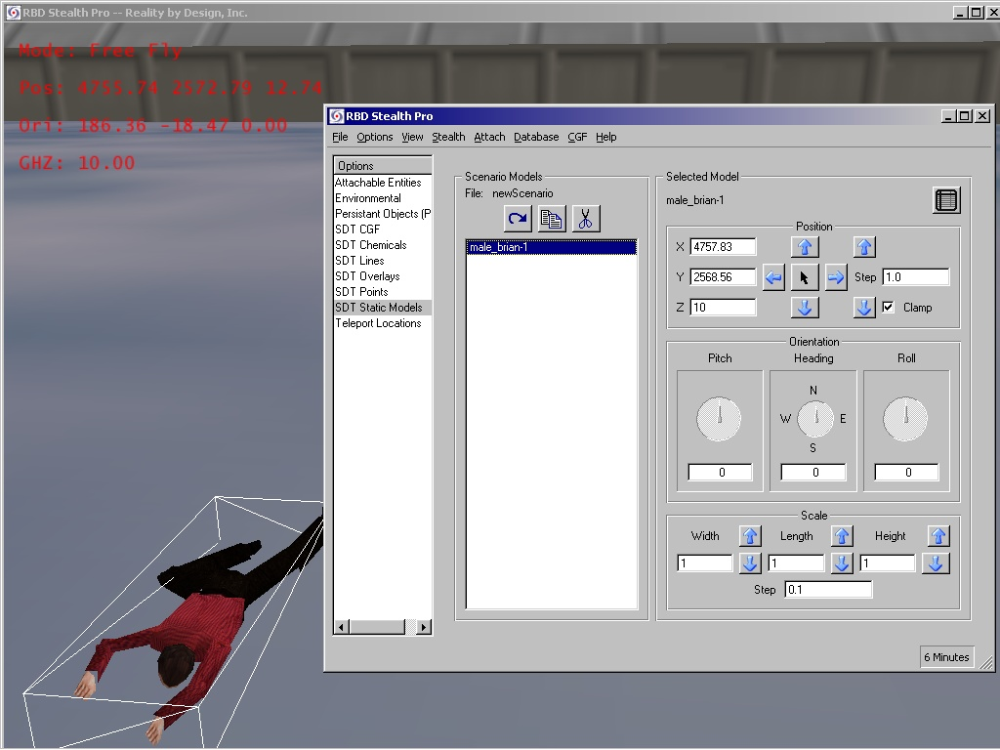 RBD Stealth Pro -- Reality by Design, Inc.
Mode: Free Fly
Pos: 4755.74 2572.79 12.74
Ori: 186.36 -18.47 0.00
GHZ: 10.00
RBD Stealth Pro
File Options View Stealth Attach Database CGF Help
Options
Attachable Entities
Environmental
Persistant Objects (P
SDT CGF
SDT Chemicals
SDT Lines
SDT Overlays
SDT Points
SDT Static Models
Teleport Locations
Scenario Models
File: newScenario
male_brian-1
Selected Model
male_brian-1
Position
X 4757.83
Y 2568.56 Step 1.0
Z 10 Clamp
Orientation
Pitch Heading Roll
N
W E
S
0 0 0
Scale
Width Length Height
1 1 1
Step 0.1
6 Minutes